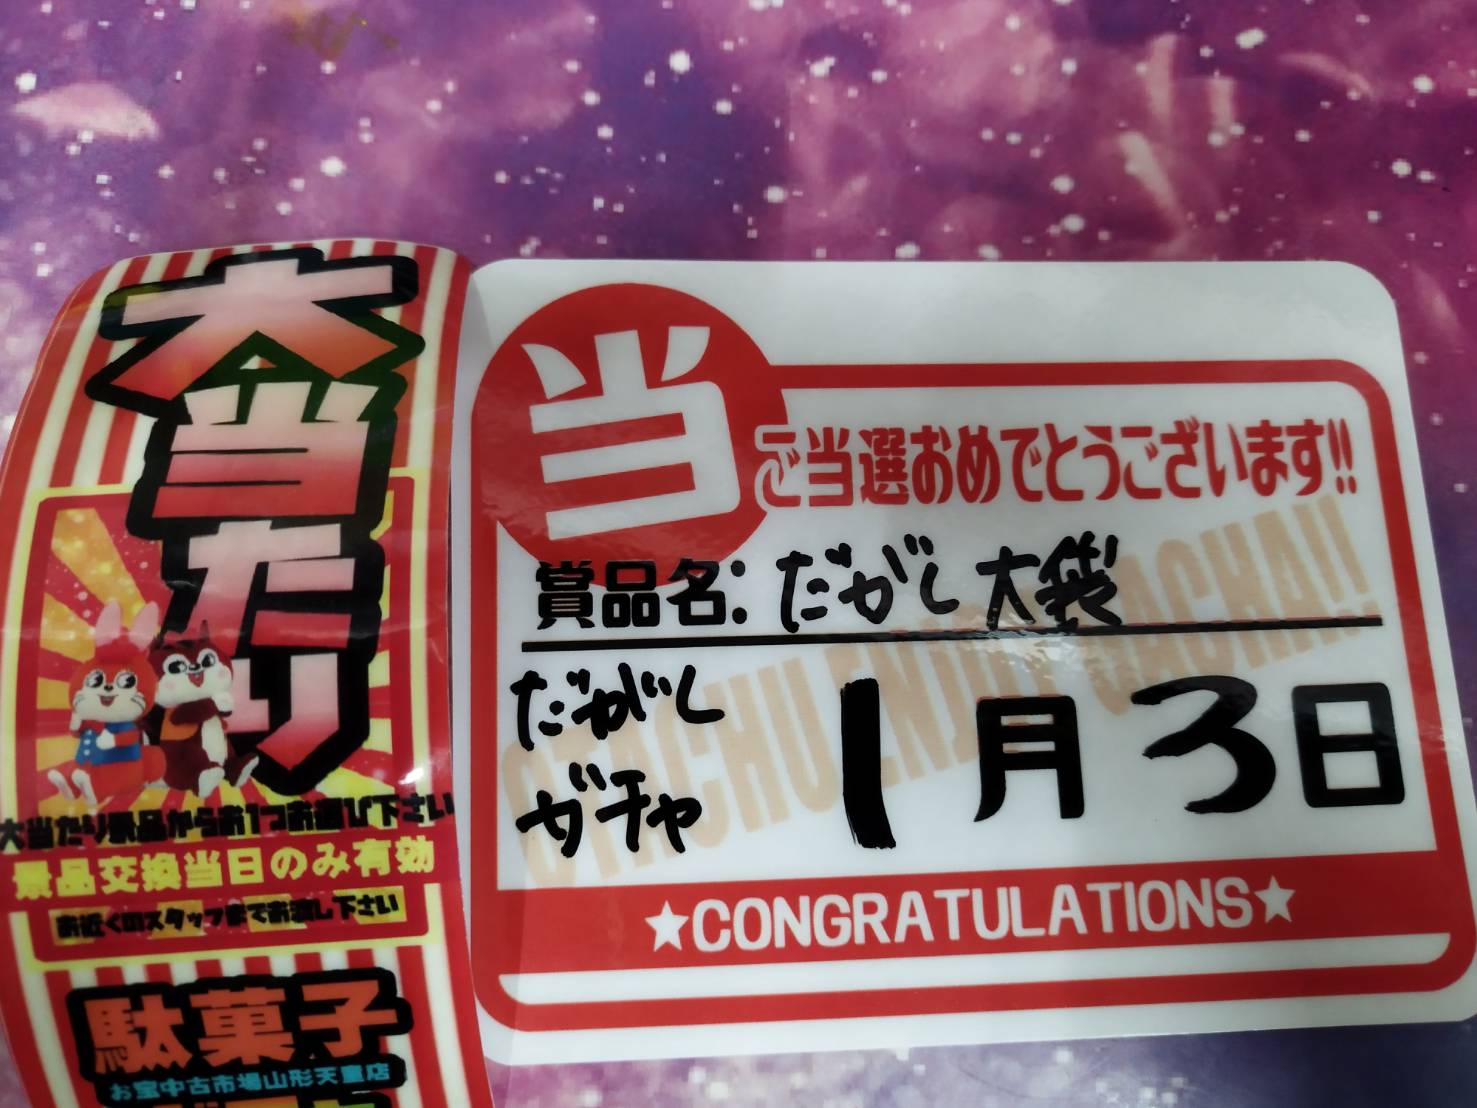 大当たり
大当たり景品からお1つお選び下さい
景品交換当日のみ有効
お近くのスタッフまでお渡し下さい
駄菓子
お宝中古市場山形天童店
当
ご当選おめでとうございます!!
賞品名:だがし大袋
だがし
ガチャ
1月3日
OTACHU ENJOY GACHA!!
★CONGRATULATIONS★